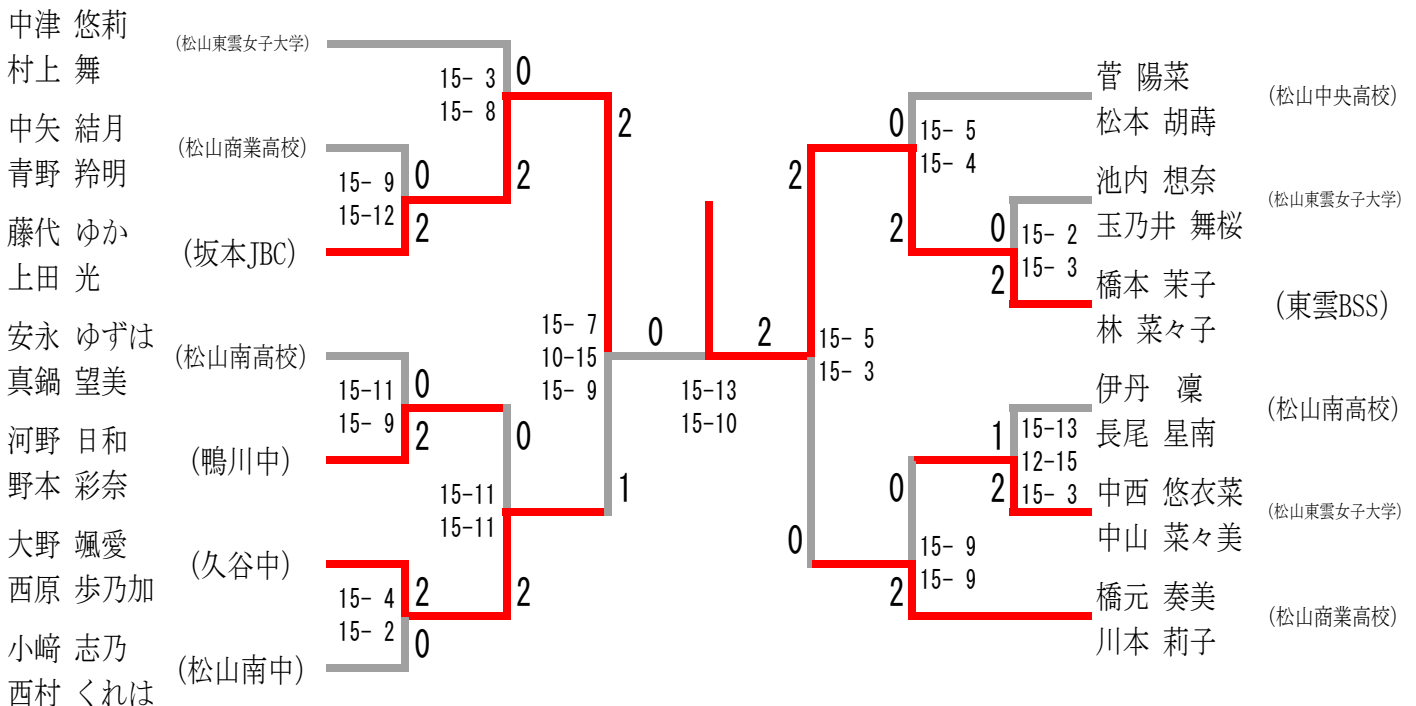 中津 悠莉
村上 舞
(松山東雲女子大学)
中矢 結月
青野 羚明
(松山商業高校)
藤代 ゆか
上田 光
(坂本JBC)
安永 ゆずは
真鍋 望美
(松山南高校)
河野 日和
野本 彩奈
(鴨川中)
大野 颯愛
西原 歩乃加
(久谷中)
小﨑 志乃
西村 くれは
(松山南中)
15- 3
15- 8
0
2
15- 9
15-12
0
2
15-11
15- 9
0
2
15-11
15-11
0
2
15- 4
15- 2
2
0
2
15- 7
10-15
15- 9
1
0
2
15-13
15-10
2
15- 5
15- 3
0
0
15- 5
15- 4
2
0
15- 2
15- 3
2
1
15-13
12-15
15- 3
2
0
15- 9
15- 9
2
菅 陽菜
松本 胡蒔
(松山中央高校)
池内 想奈
玉乃井 舞桜
(松山東雲女子大学)
橋本 茉子
林 菜々子
(東雲BSS)
伊丹 凜
長尾 星南
(松山南高校)
中西 悠衣菜
中山 菜々美
(松山東雲女子大学)
橋元 奏美
川本 莉子
(松山商業高校)